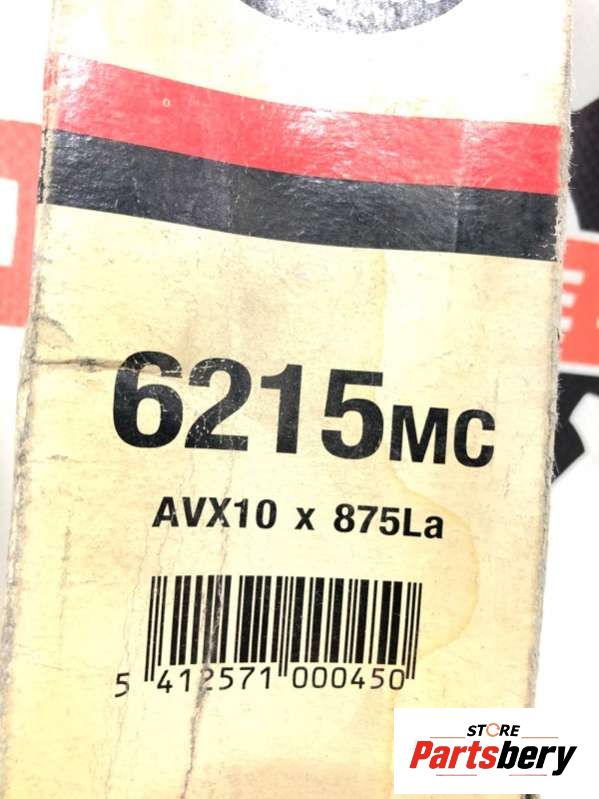 6215MC
AVX10 x 875La
5 412571 000450
STORE
Partsbery